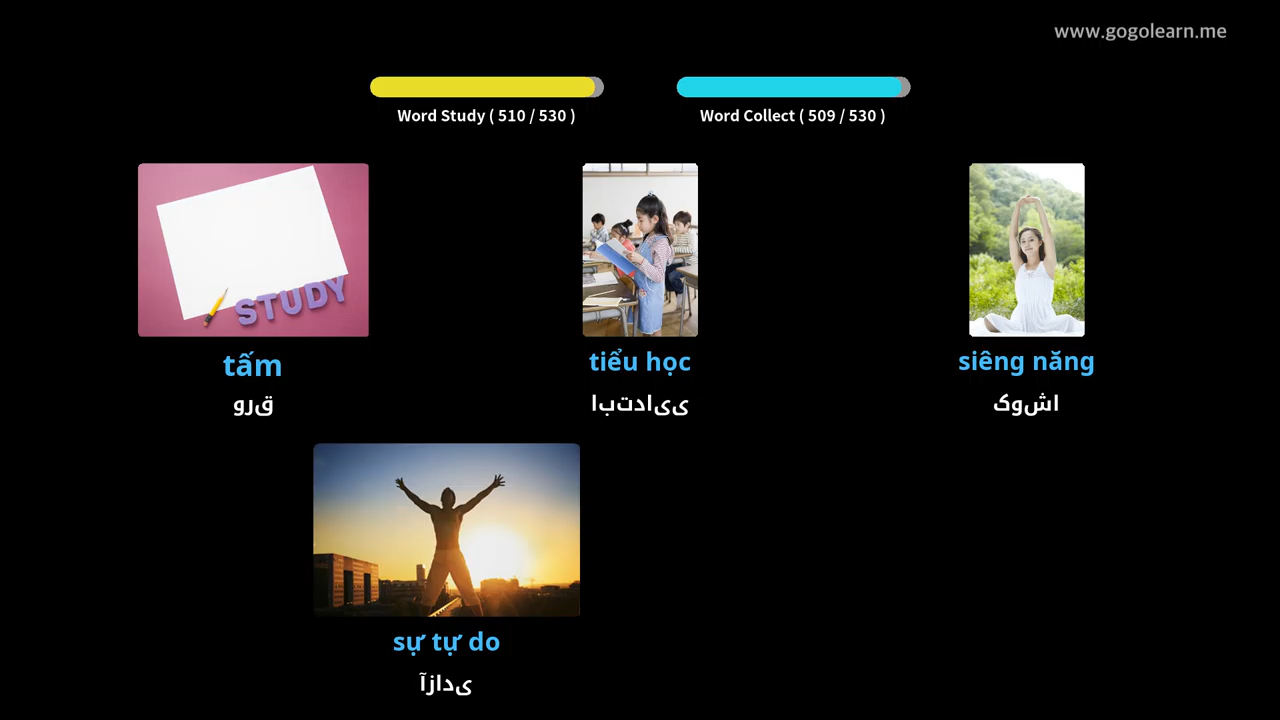 www.gogolearn.me
Word Study ( 510 / 530 )
Word Collect ( 509 / 530 )
STUDY
tấm
ورق
tiểu học
ابتدایی
siêng năng
کوشا
sự tự do
آزادی